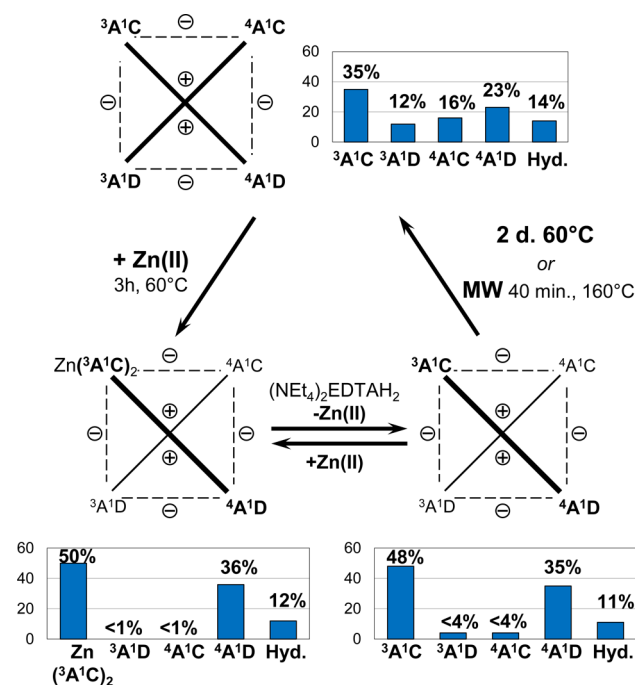 ³A¹C ⊖ ⁴A¹C
⊕
⊖ ⊖
⊕
³A¹D ⊖ ⁴A¹D
60
40
20
0
35% 12% 16% 23% 14%
³A¹C ³A¹D ⁴A¹C ⁴A¹D Hyd.
+ Zn(II)
3h, 60°C
2 d. 60°C
or
MW 40 min., 160°C
Zn(³A¹C)₂ ⊖ ⁴A¹C
⊕
⊖ ⊖
⊕
³A¹D ⊖ ⁴A¹D
(NEt₄)₂EDTAH₂
-Zn(II)
+Zn(II)
³A¹C ⊖ ⁴A¹C
⊕
⊖ ⊖
⊕
³A¹D ⊖ ⁴A¹D
60
40
20
0
50% <1% <1% 36% 12%
Zn ³A¹D ⁴A¹C ⁴A¹D Hyd.
(³A¹C)₂
60
40
20
0
48% <4% <4% 35% 11%
³A¹C ³A¹D ⁴A¹C ⁴A¹D Hyd.